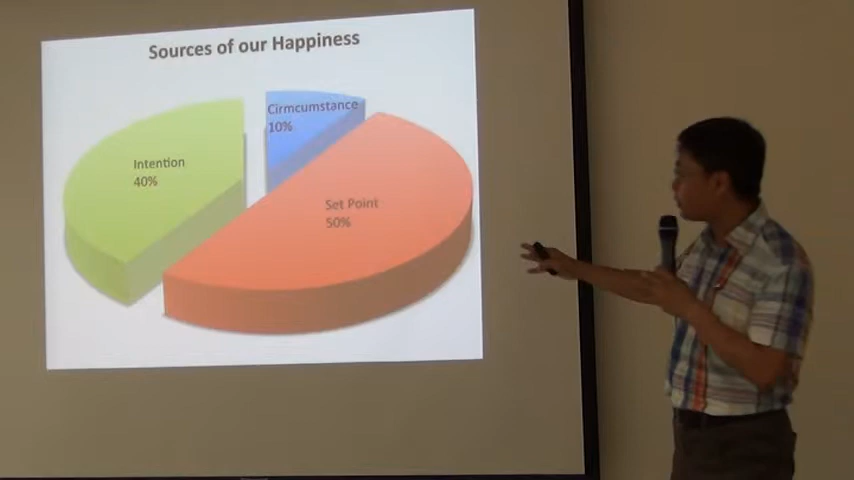 Sources of our Happiness
Cirmcumstance
10%
Intention
40%
Set Point
50%